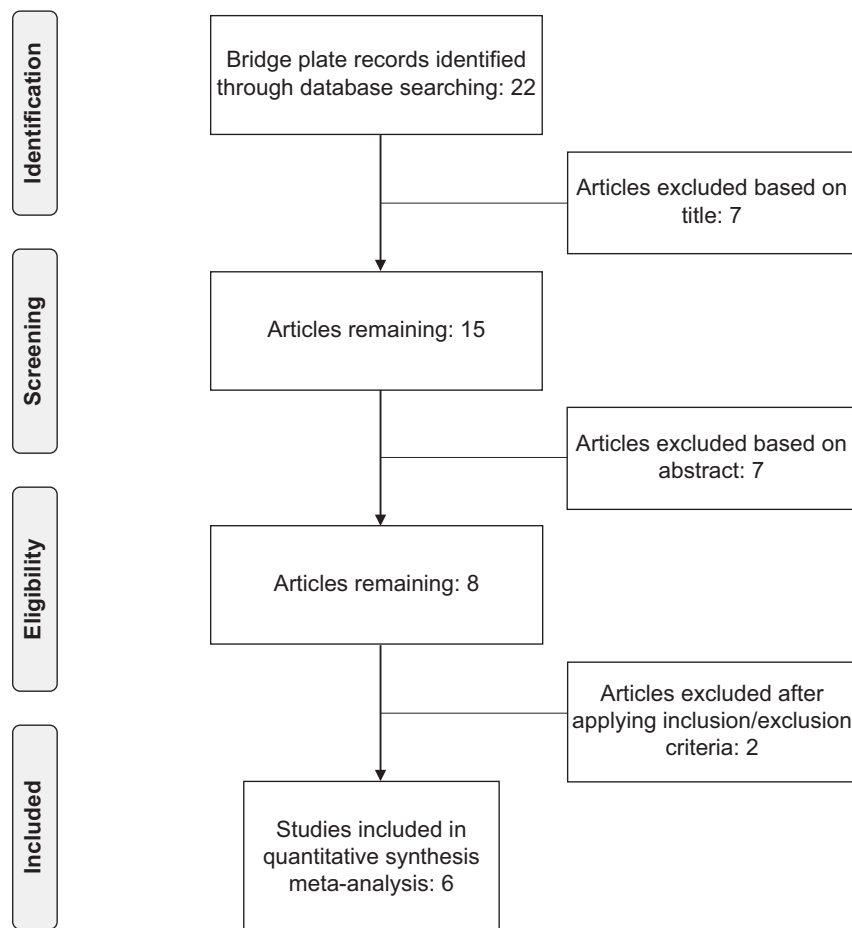 Identification
Bridge plate records identified
through database searching: 22
Articles excluded based on
title: 7
Screening
Articles remaining: 15
Articles excluded based on
abstract: 7
Eligibility
Articles remaining: 8
Articles excluded after
applying inclusion/exclusion
criteria: 2
Included
Studies included in
quantitative synthesis
meta-analysis: 6